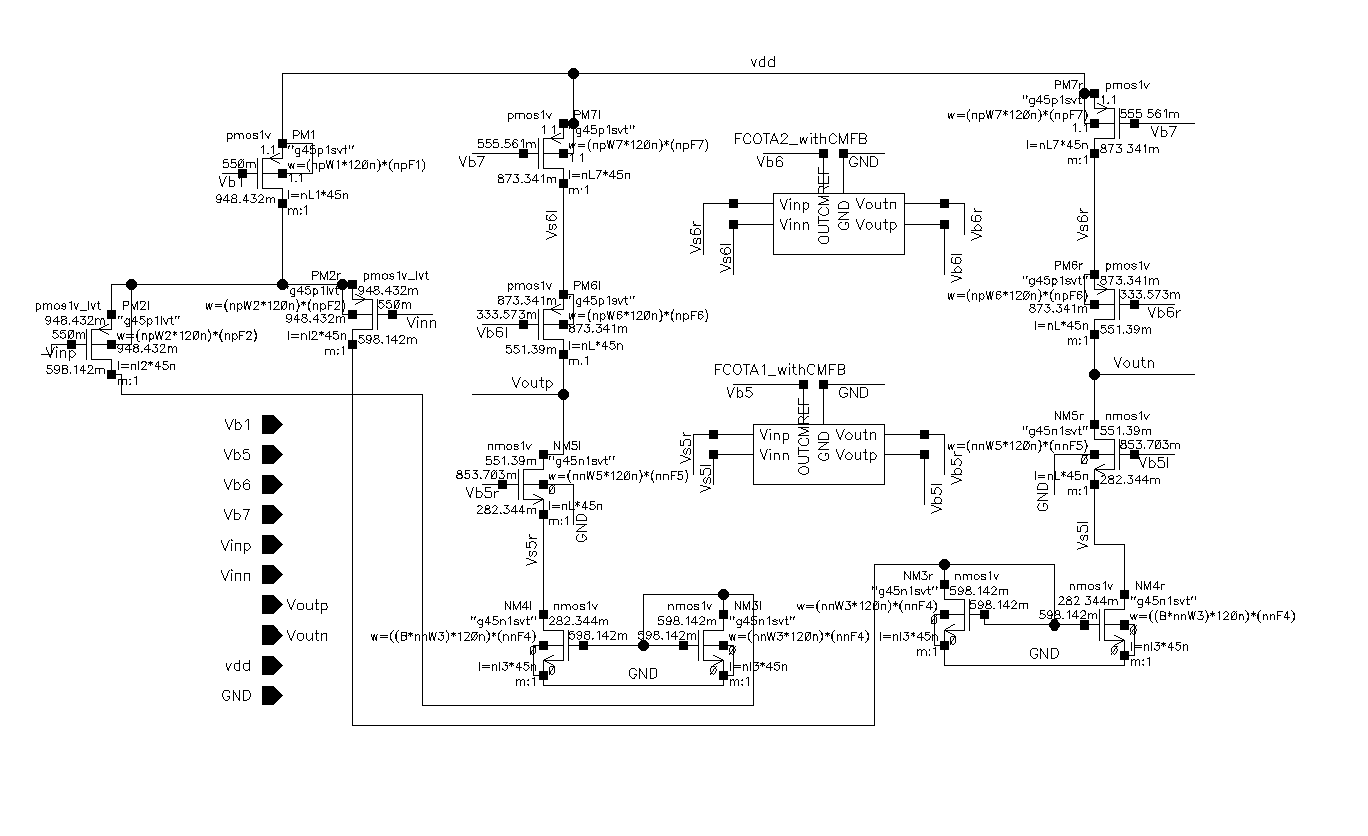 vdd
pmos1v
PM1
1.1
"g45p1svt"
550m
w=(npW1*120n)*(npF1)
Vb1
1.1
948.432m
l=nL1*45n
m:1
pmos1v
PM7l
1.1
"g45p1svt"
555.561m
w=(npW7*120n)*(npF7)
Vb7
1.1
873.341m
l=nL7*45n
m:1
Vs6l
PM7r
pmos1v
"g45p1svt"
1.1
w=(npW7*120n)*(npF7)
555.561m
1.1
Vb7
l=nL7*45n
873.341m
m:1
Vs6r
FCOTA2_withCMFB
Vb6
GND
OUTCMREF
GND
Vinp
Voutn
Vinn
Voutp
Vs6r
Vs6l
Vb6r
Vb6l
pmos1v_lvt
PM2l
948.432m
"g45p1lvt"
550m
w=(npW2*120n)*(npF2)
Vinp
948.432m
598.142m
l=nl2*45n
m:1
PM2r
pmos1v_lvt
"g45p1lvt"
948.432m
w=(npW2*120n)*(npF2)
550m
948.432m
Vinn
l=nl2*45n
598.142m
m:1
pmos1v
PM6l
873.341m
"g45p1svt"
333.573m
w=(npW6*120n)*(npF6)
Vb6l
873.341m
551.39m
l=nL*45n
m:1
PM6r
pmos1v
"g45p1svt"
873.341m
w=(npW6*120n)*(npF6)
333.573m
873.341m
Vb6r
l=nL*45n
551.39m
m:1
Voutp
Voutn
FCOTA1_withCMFB
Vb5
GND
OUTCMREF
GND
Vinp
Voutn
Vinn
Voutp
Vs5r
Vs5l
Vb5r
Vb5l
nmos1v
NM5l
551.39m
"g45n1svt"
853.703m
w=(nnW5*120n)*(nnF5)
Vb5r
0
282.344m
l=nL*45n
m:1
GND
Vs5r
NM5r
nmos1v
"g45n1svt"
551.39m
w=(nnW5*120n)*(nnF5)
853.703m
0
Vb5l
l=nL*45n
282.344m
m:1
GND
Vs5l
Vb1
Vb5
Vb6
Vb7
Vinp
Vinn
Voutp
Voutn
vdd
GND
NM4l
nmos1v
"g45n1svt"
282.344m
w=((B*nnW3)*120n)*(nnF4)
598.142m
0
l=nl3*45n
0
m:1
nmos1v
NM3l
598.142m
"g45n1svt"
598.142m
w=(nnW3*120n)*(nnF4)
0
0
l=nl3*45n
m:1
GND
NM3r
nmos1v
"g45n1svt"
598.142m
w=(nnW3*120n)*(nnF4)
598.142m
0
l=nl3*45n
0
m:1
nmos1v
NM4r
282.344m
"g45n1svt"
598.142m
w=((B*nnW3)*120n)*(nnF4)
0
0
l=nl3*45n
m:1
GND